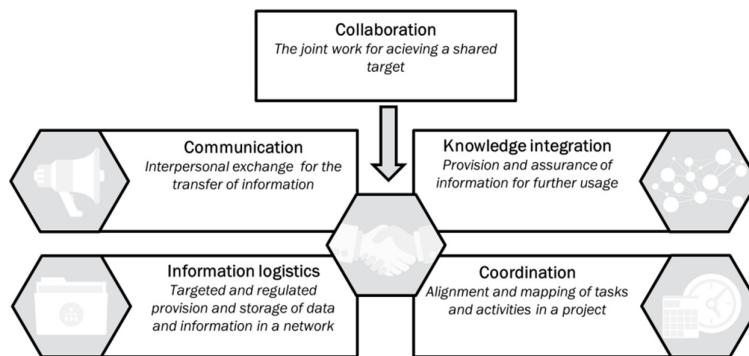 Collaboration
The joint work for acieving a shared
target
Communication
Interpersonal exchange for the
transfer of information
Knowledge integration
Provision and assurance of
information for further usage
Information logistics
Targeted and regulated
provision and storage of data
and information in a network
Coordination
Alignment and mapping of tasks
and activities in a project